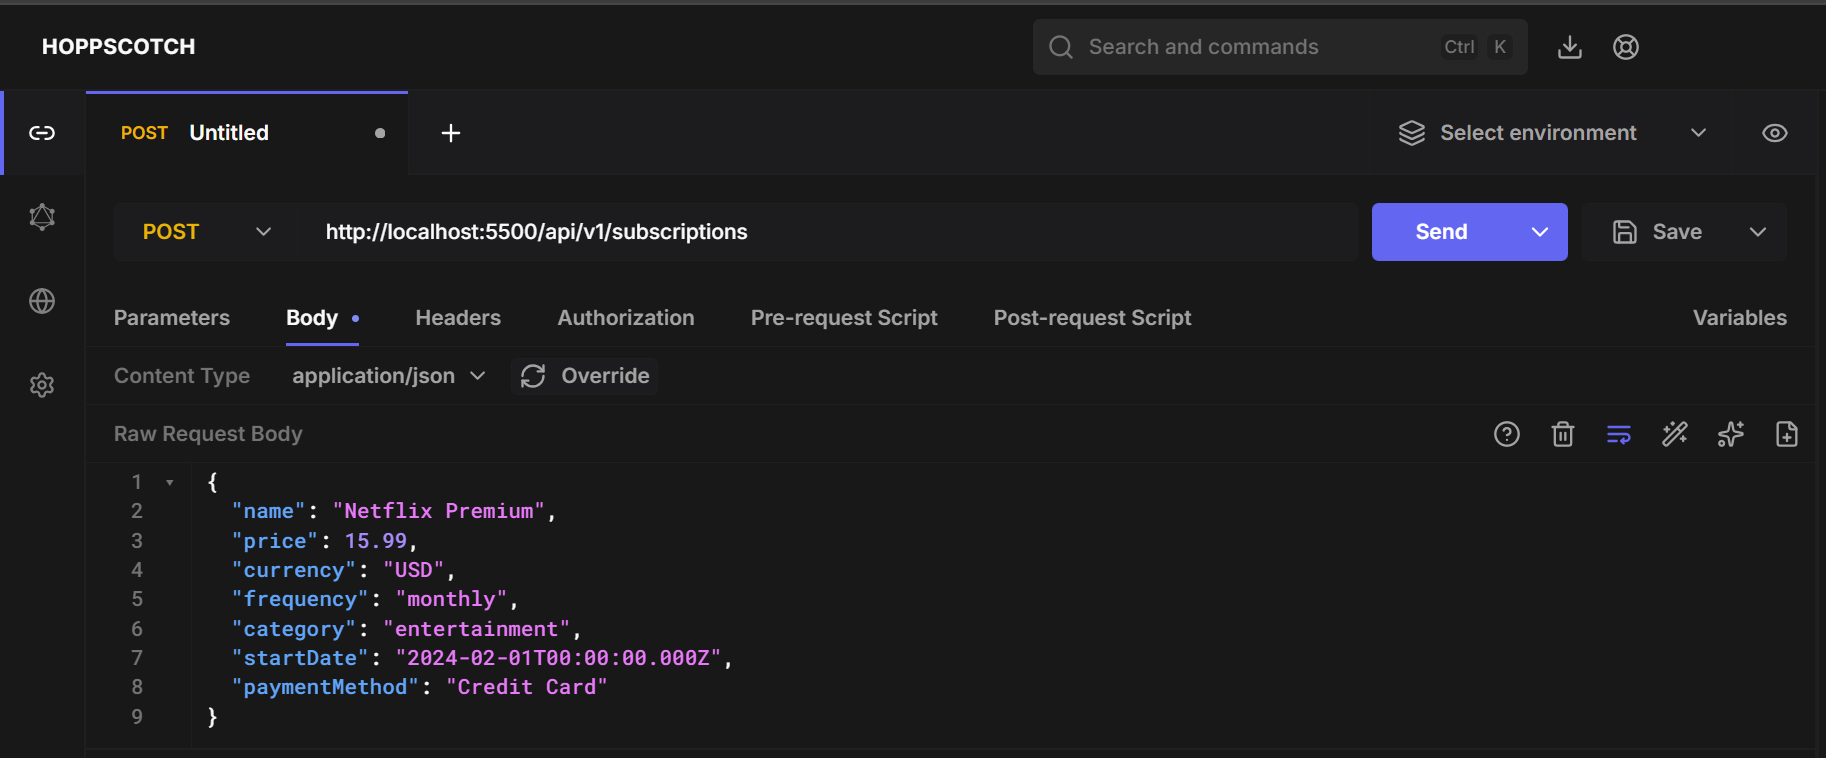 HOPPSCOTCH
Search and commands Ctrl K
POST Untitled
Select environment
POST http://localhost:5500/api/v1/subscriptions Send Save
Parameters Body Headers Authorization Pre-request Script Post-request Script Variables
Content Type application/json Override
Raw Request Body
1 {
2 "name": "Netflix Premium",
3 "price": 15.99,
4 "currency": "USD",
5 "frequency": "monthly",
6 "category": "entertainment",
7 "startDate": "2024-02-01T00:00:00.000Z",
8 "paymentMethod": "Credit Card"
9 }